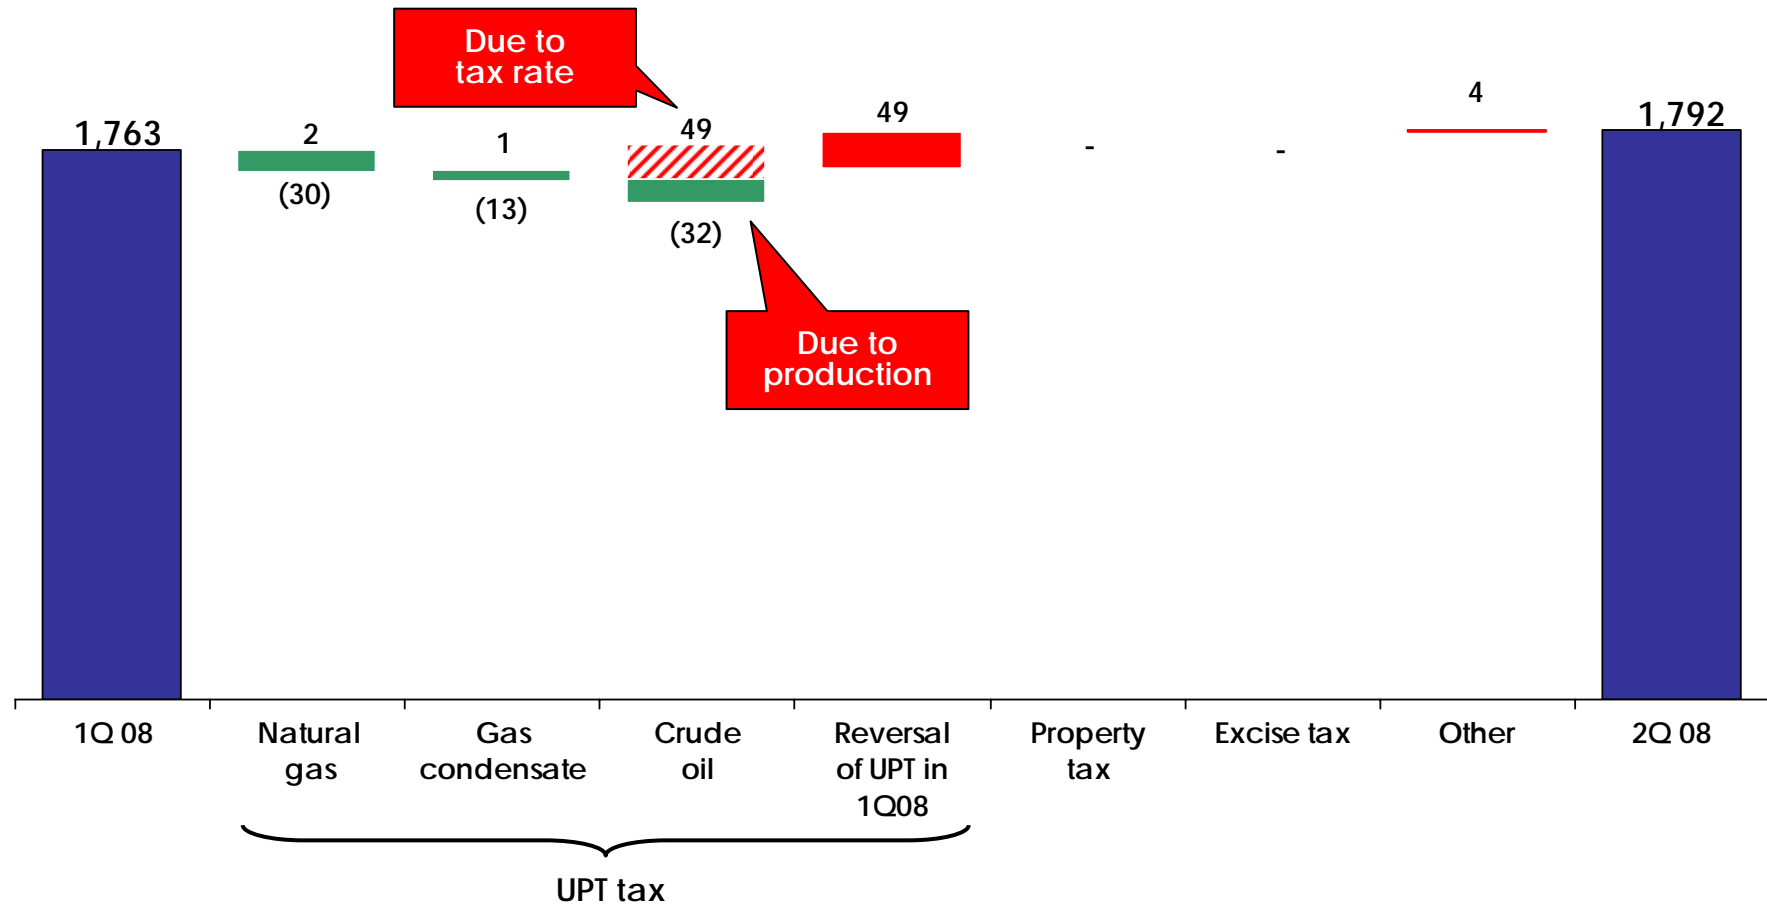 Due to
tax rate
1,763
2
(30)
1
(13)
49
(32)
49
-
-
4
1,792
Due to
production
1Q 08
Natural
gas
Gas
condensate
Crude
oil
Reversal
of UPT in
1Q08
Property
tax
Excise tax
Other
2Q 08
UPT tax